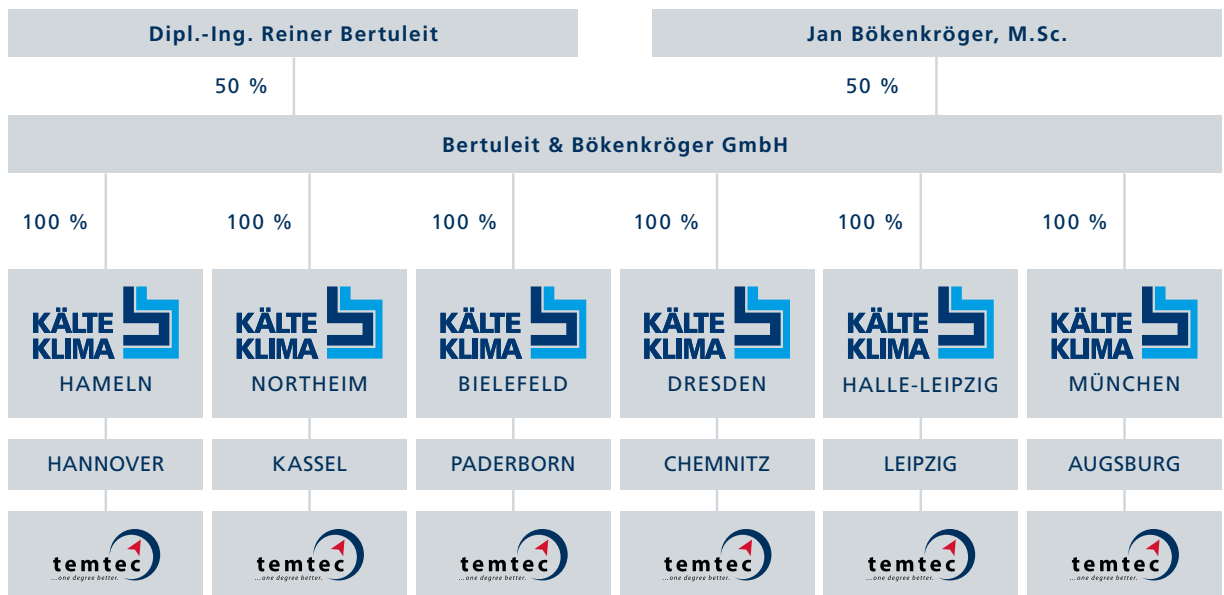 Dipl.-Ing. Reiner Bertuleit
Jan Bökenkröger, M.Sc.
50 %
50 %
Bertuleit & Bökenkröger GmbH
100 %
100 %
100 %
100 %
100 %
100 %
KÄLTE
KLIMA
HAMELN
KÄLTE
KLIMA
NORTHEIM
KÄLTE
KLIMA
BIELEFELD
KÄLTE
KLIMA
DRESDEN
KÄLTE
KLIMA
HALLE-LEIPZIG
KÄLTE
KLIMA
MÜNCHEN
HANNOVER
KASSEL
PADERBORN
CHEMNITZ
LEIPZIG
AUGSBURG
temtec
...one degree better.
temtec
...one degree better.
temtec
...one degree better.
temtec
...one degree better.
temtec
...one degree better.
temtec
...one degree better.